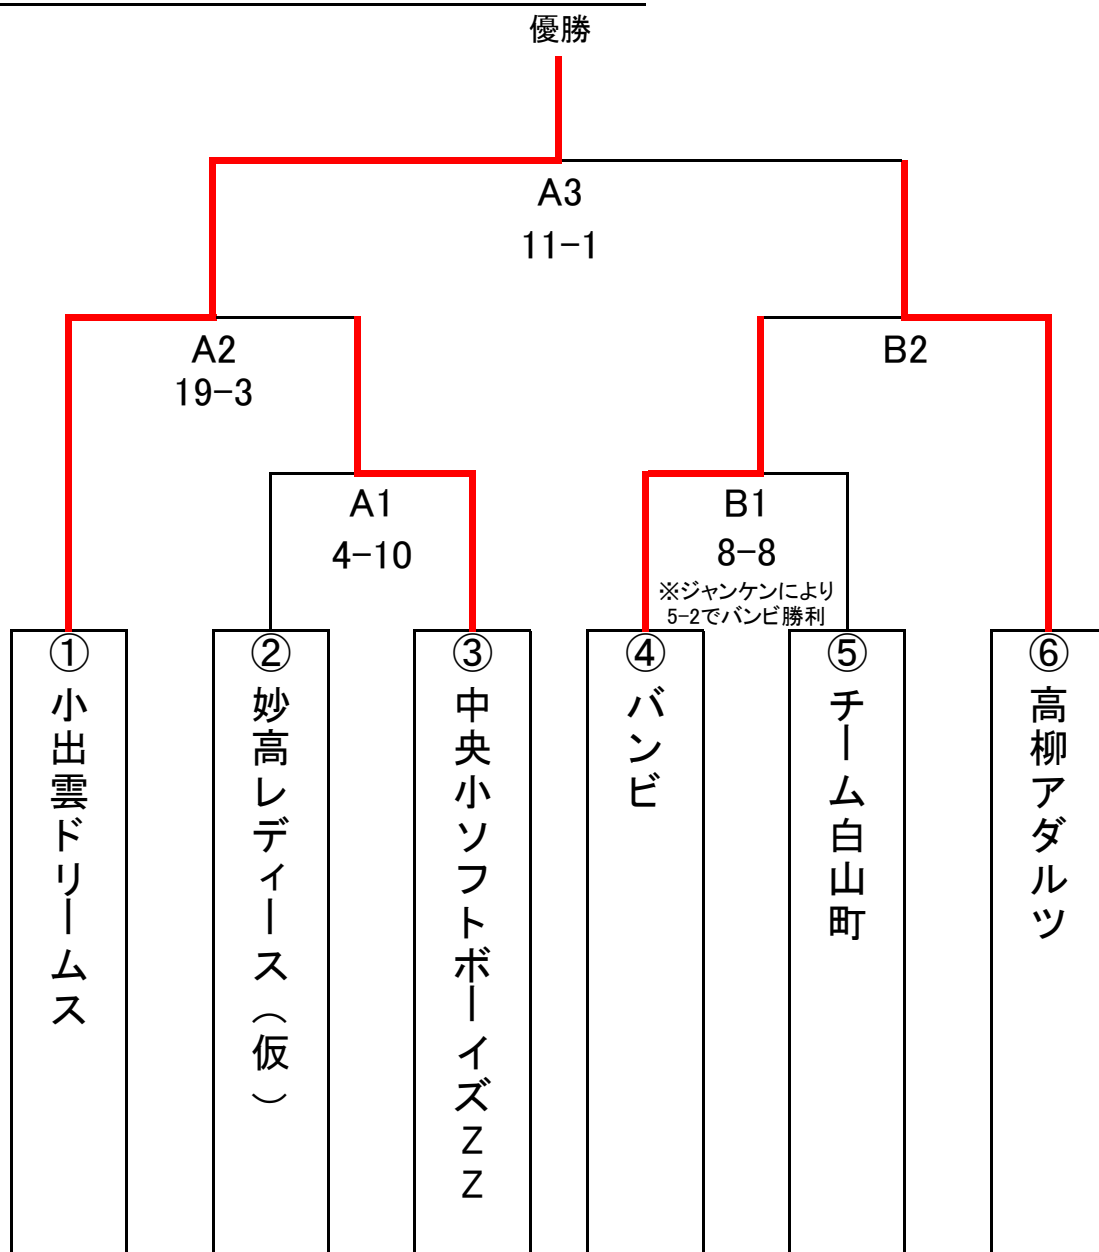 優勝
A3
11-1
A2
19-3
B2
A1
4-10
B1
8-8
※ジャンケンにより
5-2でバンビ勝利
①小出雲ドリームス
②妙高レディース（仮）
③中央小ソフトボーイズZZ
④バンビ
⑤チーム白山町
⑥高柳アダルツ